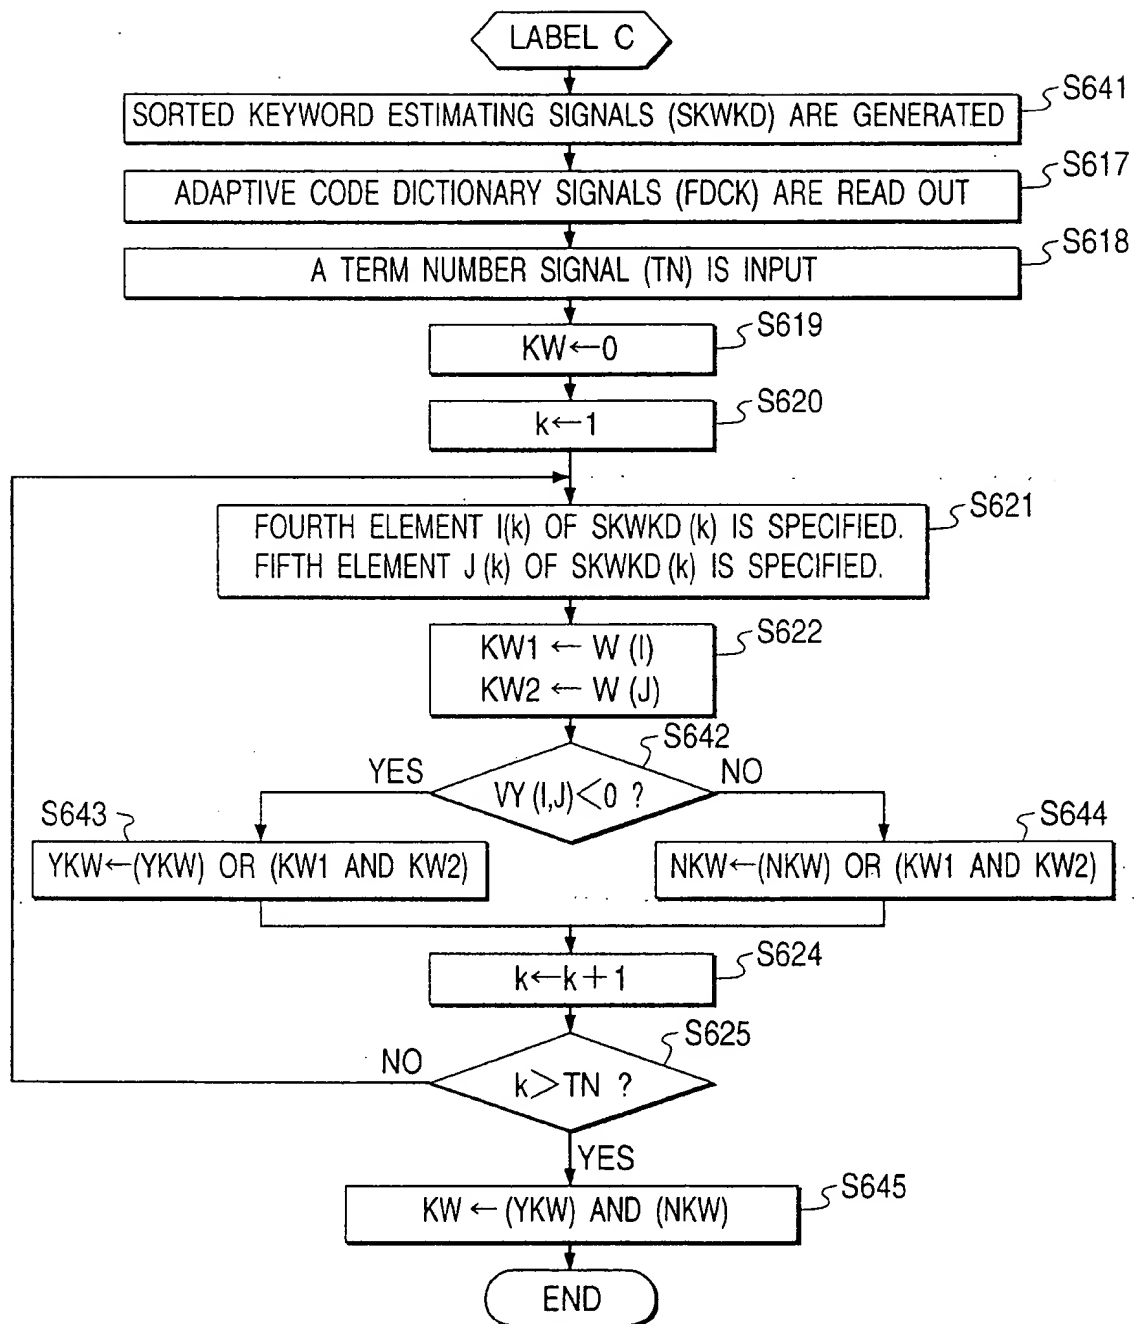 LABEL C
SORTED KEYWORD ESTIMATING SIGNALS (SKWKD) ARE GENERATED
S641
ADAPTIVE CODE DICTIONARY SIGNALS (FDCK) ARE READ OUT
S617
A TERM NUMBER SIGNAL (TN) IS INPUT
S618
KW←0
S619
k←1
S620
FOURTH ELEMENT I(k) OF SKWKD (k) IS SPECIFIED.
FIFTH ELEMENT J (k) OF SKWKD (k) IS SPECIFIED.
S621
KW1 ← W (I)
KW2 ← W (J)
S622
VY (I,J)<0 ?
S642
YES
NO
S643
YKW←(YKW) OR (KW1 AND KW2)
S644
NKW←(NKW) OR (KW1 AND KW2)
k←k+1
S624
k>TN ?
S625
NO
YES
KW ← (YKW) AND (NKW)
S645
END